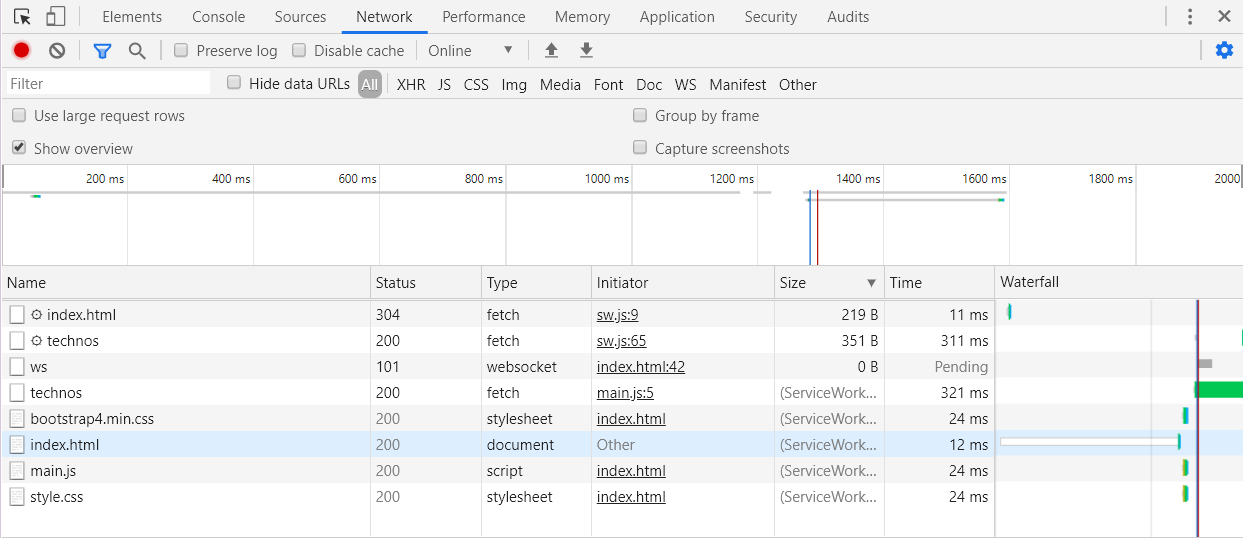 Elements Console Sources Network Performance Memory Application Security Audits
Preserve log Disable cache Online
Filter Hide data URLs All XHR JS CSS Img Media Font Doc WS Manifest Other
Use large request rows Group by frame
Show overview Capture screenshots
200 ms 400 ms 600 ms 800 ms 1000 ms 1200 ms 1400 ms 1600 ms 1800 ms 2000
Name Status Type Initiator Size Time Waterfall
index.html 304 fetch sw.js:9 219 B 11 ms
technos 200 fetch sw.js:65 351 B 311 ms
ws 101 websocket index.html:42 0 B Pending
technos 200 fetch main.js:5 (ServiceWork... 321 ms
bootstrap4.min.css 200 stylesheet index.html (ServiceWork... 24 ms
index.html 200 document Other (ServiceWork... 12 ms
main.js 200 script index.html (ServiceWork... 24 ms
style.css 200 stylesheet index.html (ServiceWork... 24 ms